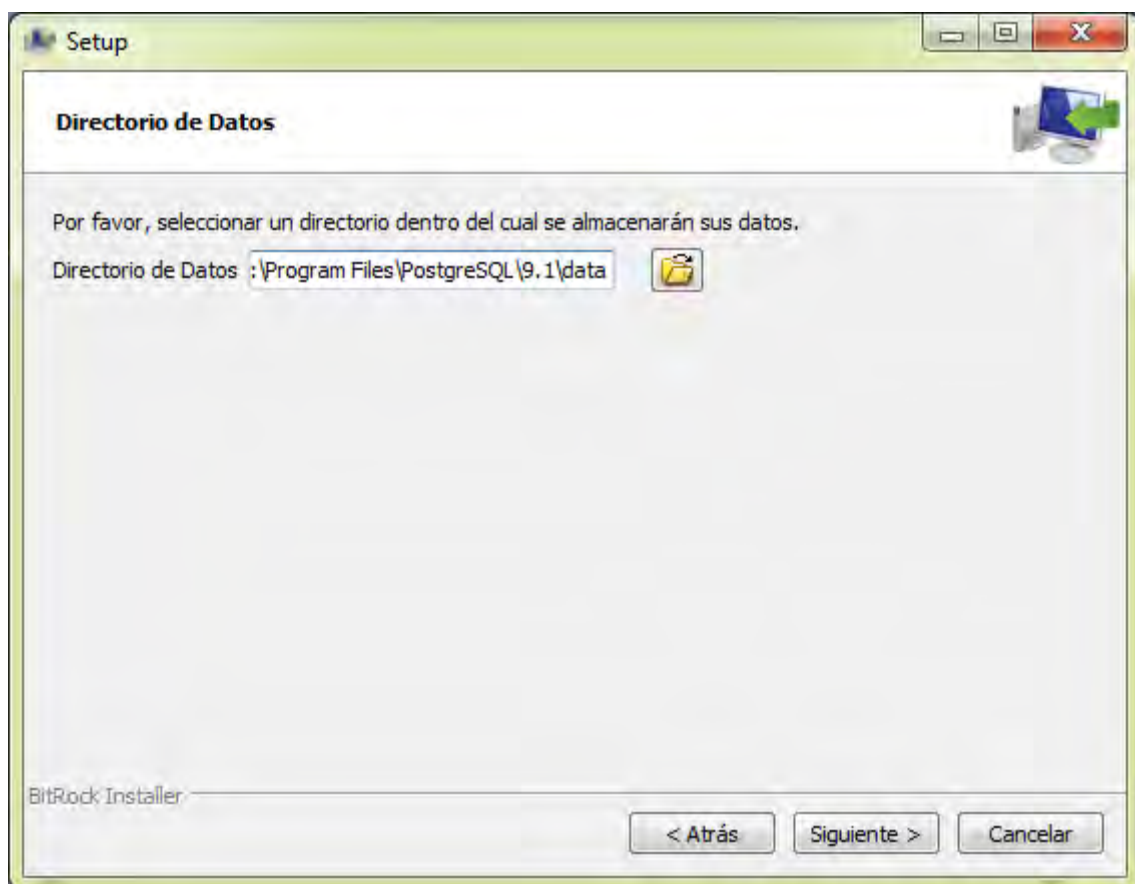 Setup
Directorio de Datos
Por favor, seleccionar un directorio dentro del cual se almacenarán sus datos.
Directorio de Datos :\Program Files\PostgreSQL\9.1\data
BitRock Installer
< Atrás Siguiente > Cancelar